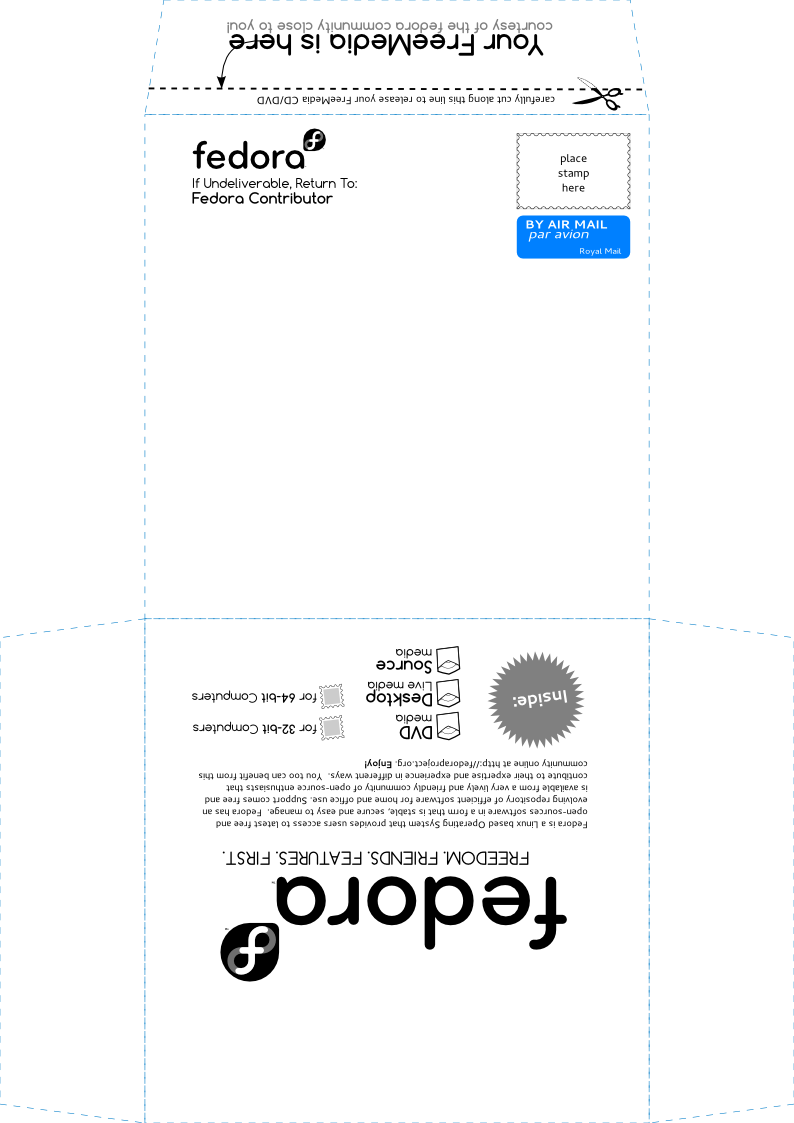 Your FreeMedia is here
courtesy of the fedora community close to you!
carefully cut along this line to release your FreeMedia CD/DVD
fedora
If Undeliverable, Return To:
Fedora Contributor
place
stamp
here
BY AIR MAIL
par avion
Royal Mail
fedora™
FREEDOM. FRIENDS. FEATURES. FIRST.
Fedora is a Linux based Operating System that provides users access to latest free and
open-sources software in a form that is stable, secure and easy to manage. Fedora has an
evolving repository of efficient software for home and office use. Support comes free and
is available from a very lively and friendly community of open-source enthusiasts that
contribute to their expertise and experience in different ways. You too can benefit from this
community online at http://fedoraproject.org. Enjoy!
Inside:
DVD
media
Desktop
Live media
Source
media
for 32-bit Computers
for 64-bit Computers